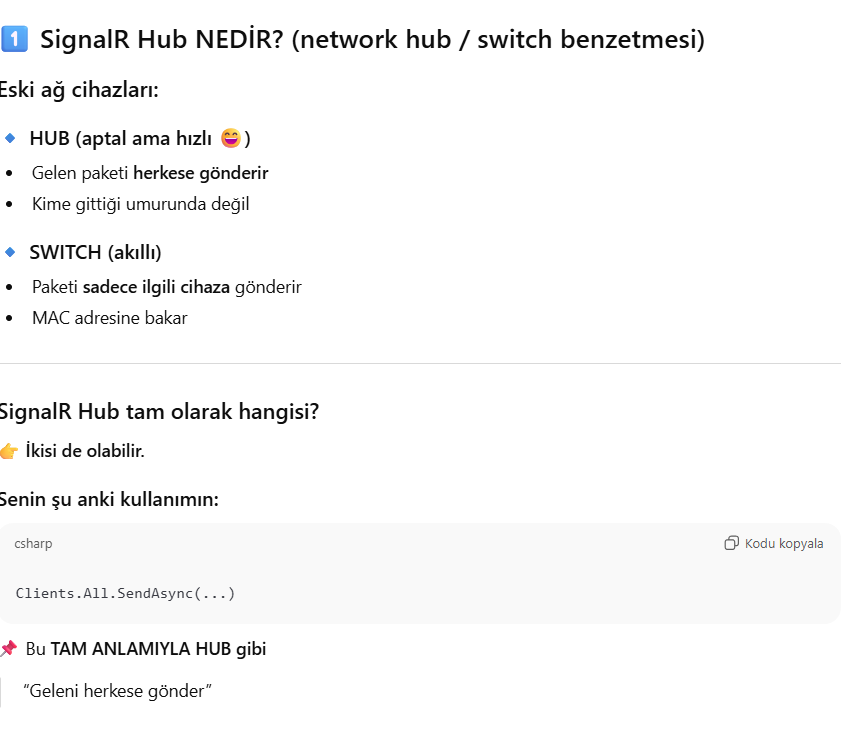 1 SignalR Hub NEDİR? (network hub / switch benzetmesi)
Eski ağ cihazları:
HUB (aptal ama hızlı 😄)
Gelen paketi herkese gönderir
Kime gittiği umurunda değil
SWITCH (akıllı)
Paketi sadece ilgili cihaza gönderir
MAC adresine bakar
SignalR Hub tam olarak hangisi?
👉 İkisi de olabilir.
Senin şu anki kullanımın:
csharp
Kodu kopyala
Clients.All.SendAsync(...)
📌 Bu TAM ANLAMIYLA HUB gibi
“Geleni herkese gönder”